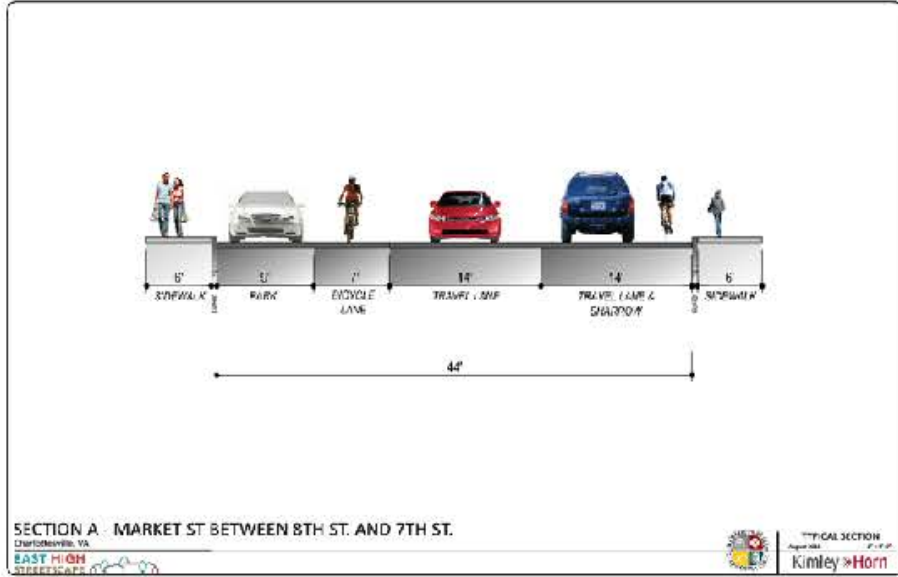 6' 9' 7' 14' 14' 6'
SIDEWALK PARK BICYCLE LANE TRAVEL LANE TRAVEL LANE & SHARROW SIDEWALK
44'
SECTION A - MARKET ST BETWEEN 8TH ST. AND 7TH ST.
Charlottesville, VA
EAST HIGH
STREETSCAPE
TYPICAL SECTION
Kimley»Horn